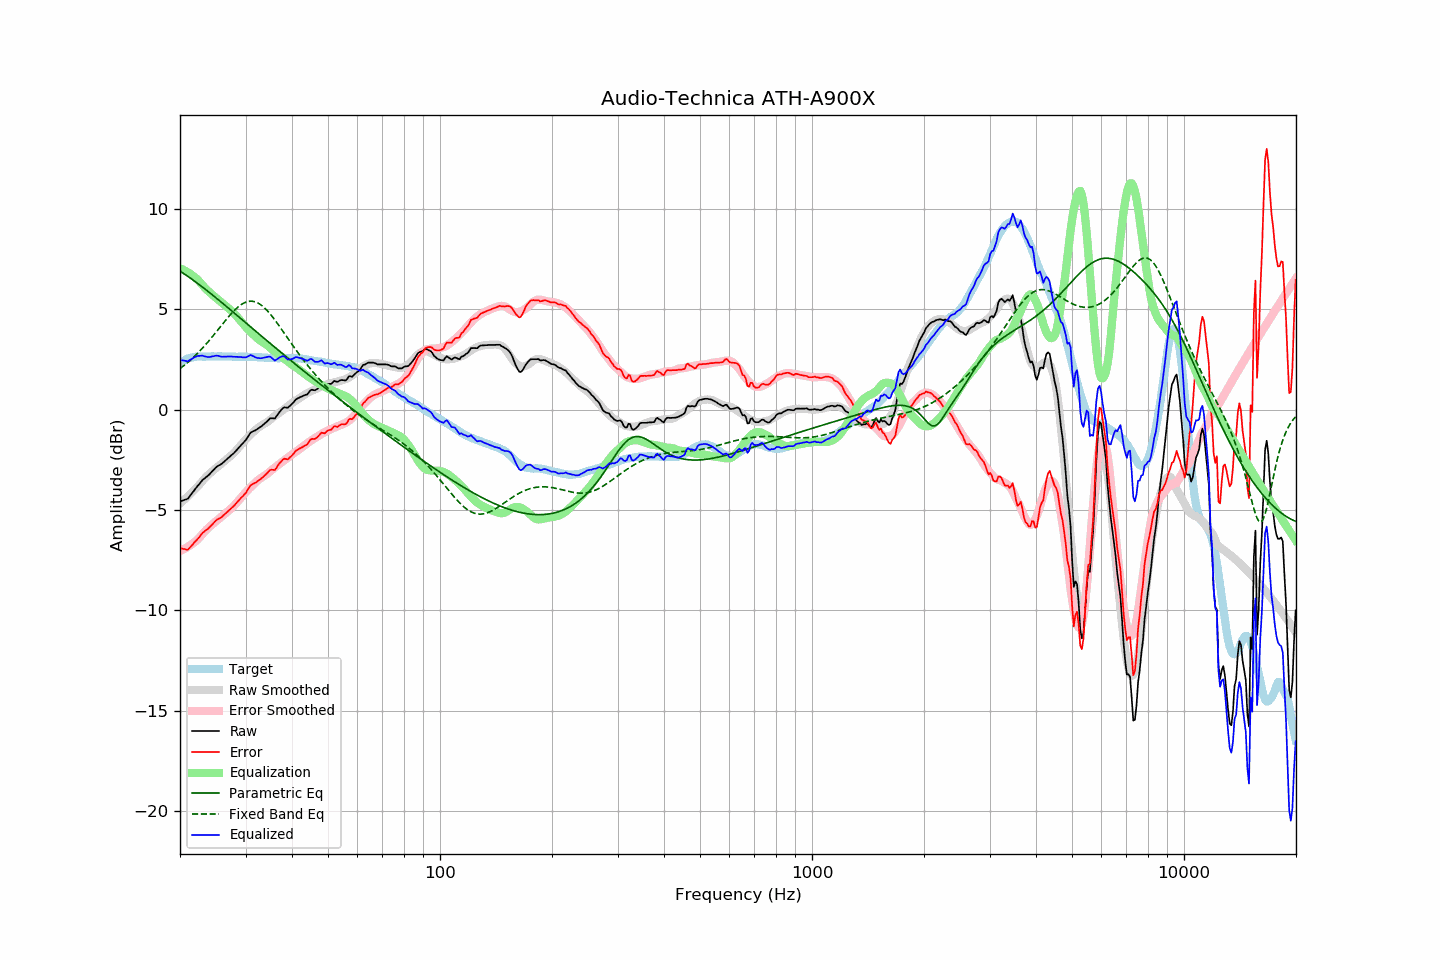 Audio-Technica ATH-A900X
Amplitude (dBr)
10
5
0
−5
−10
−15
−20
Target
Raw Smoothed
Error Smoothed
Raw
Error
Equalization
Parametric Eq
Fixed Band Eq
Equalized
100
1000
10000
Frequency (Hz)